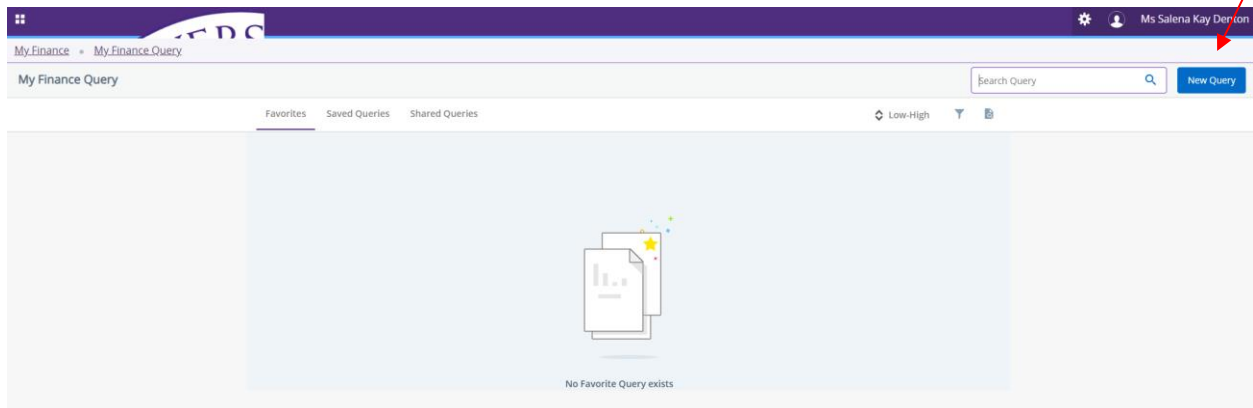 Ms Salena Kay Denton
My Finance • My Finance Query
My Finance Query
Search Query
New Query
Favorites Saved Queries Shared Queries
Low-High
No Favorite Query exists